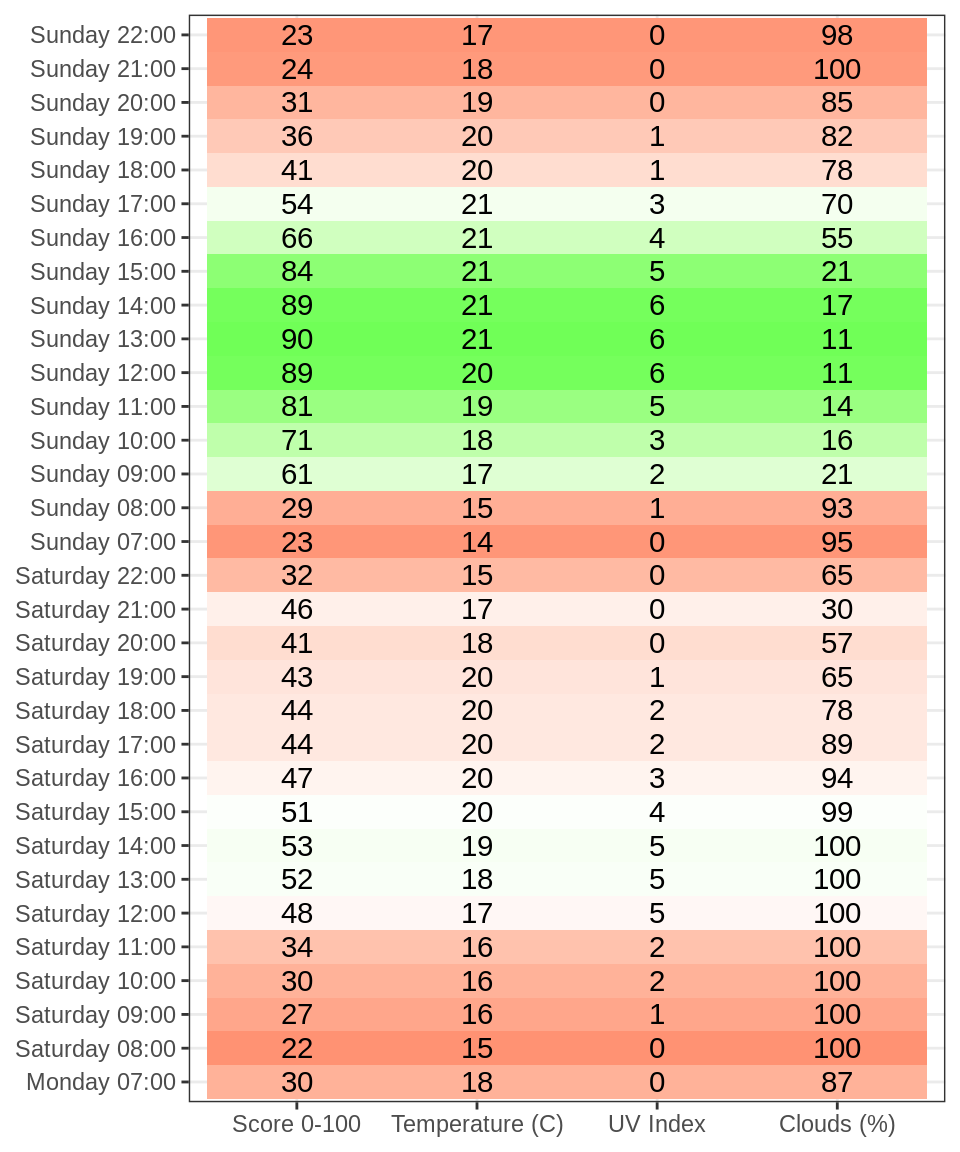 Sunday 22:00 23 17 0 98
Sunday 21:00 24 18 0 100
Sunday 20:00 31 19 0 85
Sunday 19:00 36 20 1 82
Sunday 18:00 41 20 1 78
Sunday 17:00 54 21 3 70
Sunday 16:00 66 21 4 55
Sunday 15:00 84 21 5 21
Sunday 14:00 89 21 6 17
Sunday 13:00 90 21 6 11
Sunday 12:00 89 20 6 11
Sunday 11:00 81 19 5 14
Sunday 10:00 71 18 3 16
Sunday 09:00 61 17 2 21
Sunday 08:00 29 15 1 93
Sunday 07:00 23 14 0 95
Saturday 22:00 32 15 0 65
Saturday 21:00 46 17 0 30
Saturday 20:00 41 18 0 57
Saturday 19:00 43 20 1 65
Saturday 18:00 44 20 2 78
Saturday 17:00 44 20 2 89
Saturday 16:00 47 20 3 94
Saturday 15:00 51 20 4 99
Saturday 14:00 53 19 5 100
Saturday 13:00 52 18 5 100
Saturday 12:00 48 17 5 100
Saturday 11:00 34 16 2 100
Saturday 10:00 30 16 2 100
Saturday 09:00 27 16 1 100
Saturday 08:00 22 15 0 100
Monday 07:00 30 18 0 87
Score 0-100 Temperature (C) UV Index Clouds (%)